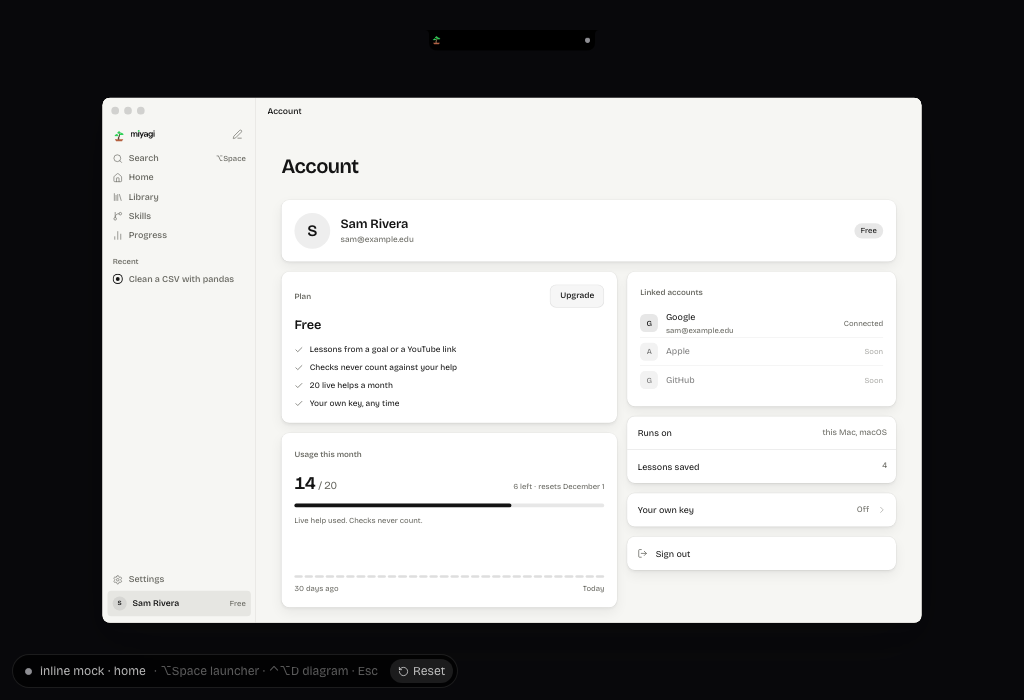 miyagi
Search ⌥Space
Home
Library
Skills
Progress
Recent
Clean a CSV with pandas
Settings
S Sam Rivera Free
Account
Account
S
Sam Rivera
sam@example.edu
Free
Plan
Upgrade
Free
Lessons from a goal or a YouTube link
Checks never count against your help
20 live helps a month
Your own key, any time
Usage this month
14 / 20
6 left · resets December 1
Live help used. Checks never count.
30 days ago
Today
Linked accounts
G Google
sam@example.edu
Connected
A Apple Soon
G GitHub Soon
Runs on this Mac, macOS
Lessons saved 4
Your own key Off
Sign out
inline mock · home · ⌥Space launcher · ^⌥D diagram · Esc
Reset